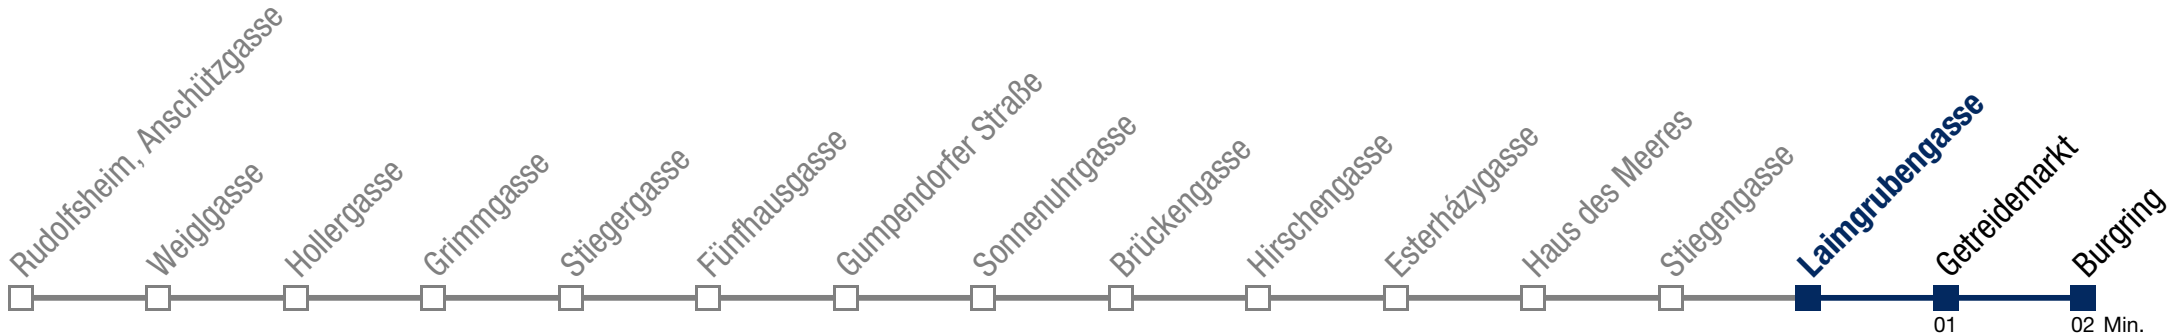 Rudolfsheim, Anschützgasse
Weiglgasse
Hollergasse
Grimmgasse
Stiegergasse
Fünfhausgasse
Gumpendorfer Straße
Sonnenuhrgasse
Brückengasse
Hirschengasse
Esterházygasse
Haus des Meeres
Stiegengasse
Laimgrubengasse
Getreidemarkt
Burgring
01
02 Min.